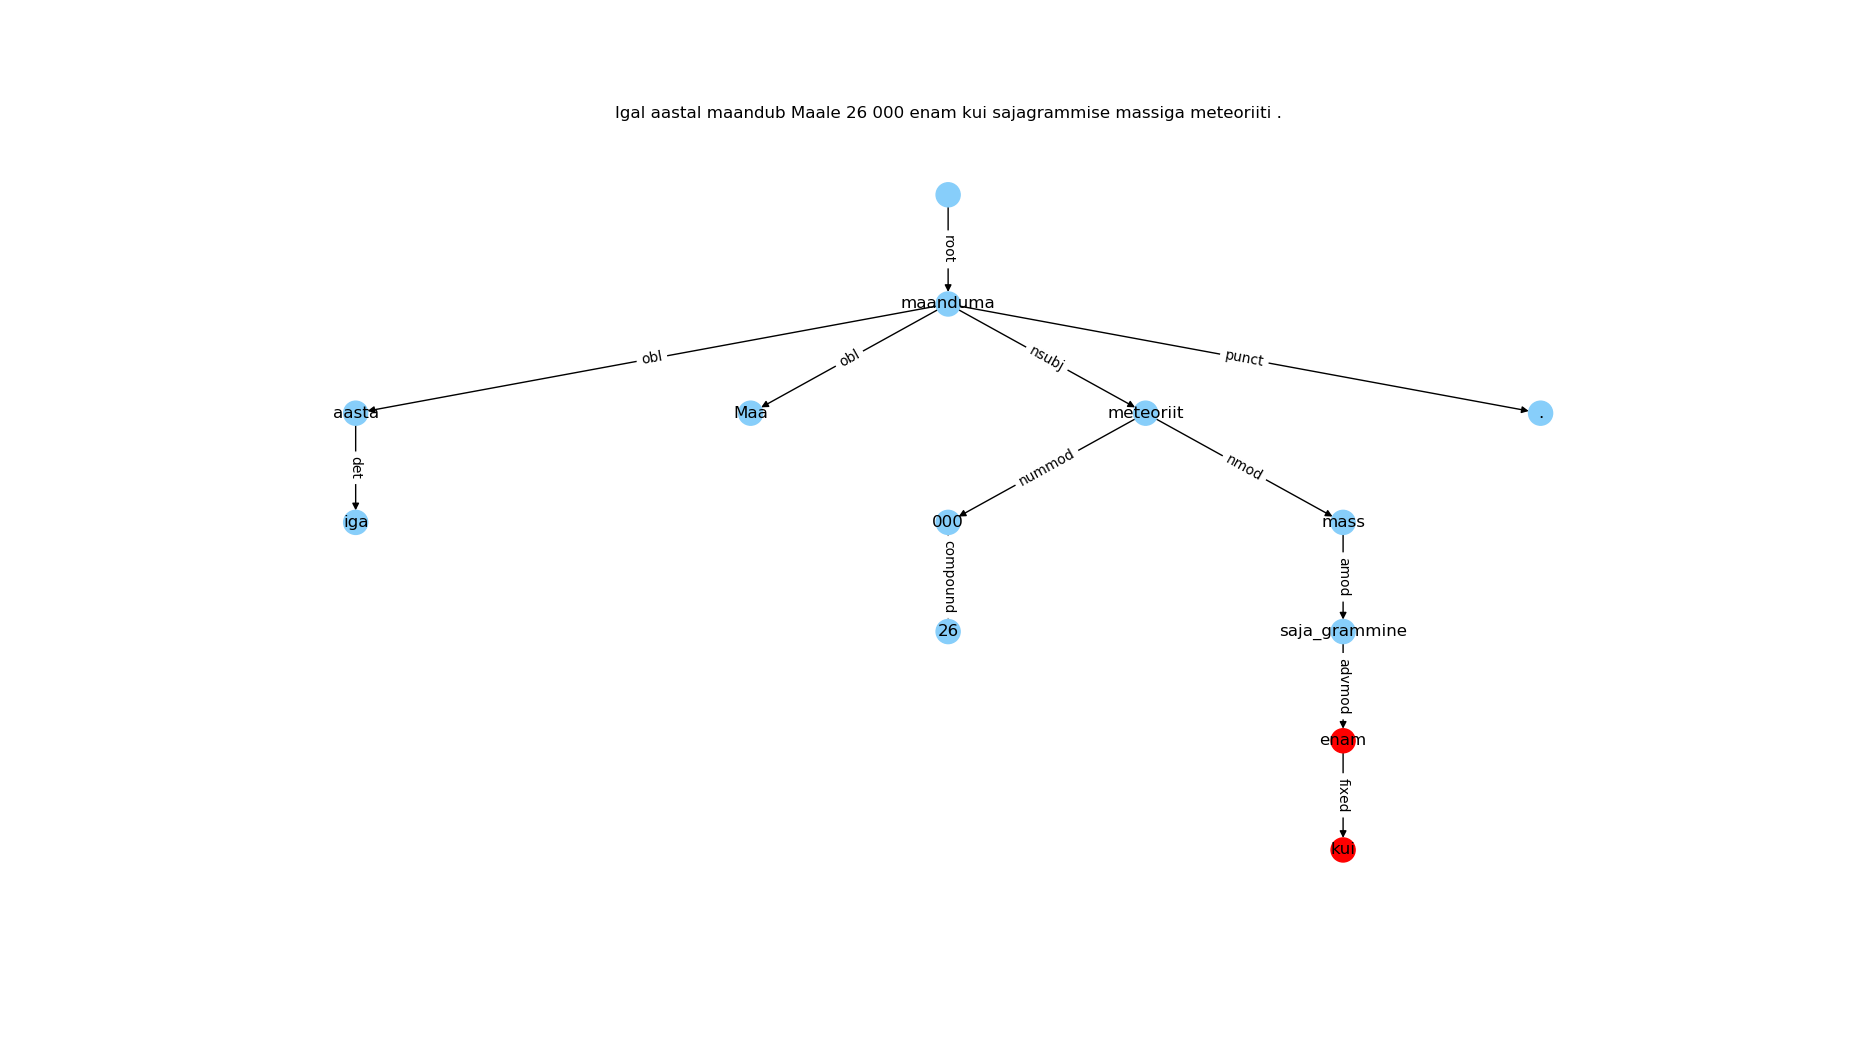 Igal aastal maandub Maale 26 000 enam kui sajagrammise massiga meteoriiti .
root
maanduma
obl
obl
nsubj
punct
aasta
Maa
meteoriit
.
det
nummod
nmod
iga
000
mass
compound
amod
26
saja_grammine
advmod
enam
fixed
kui